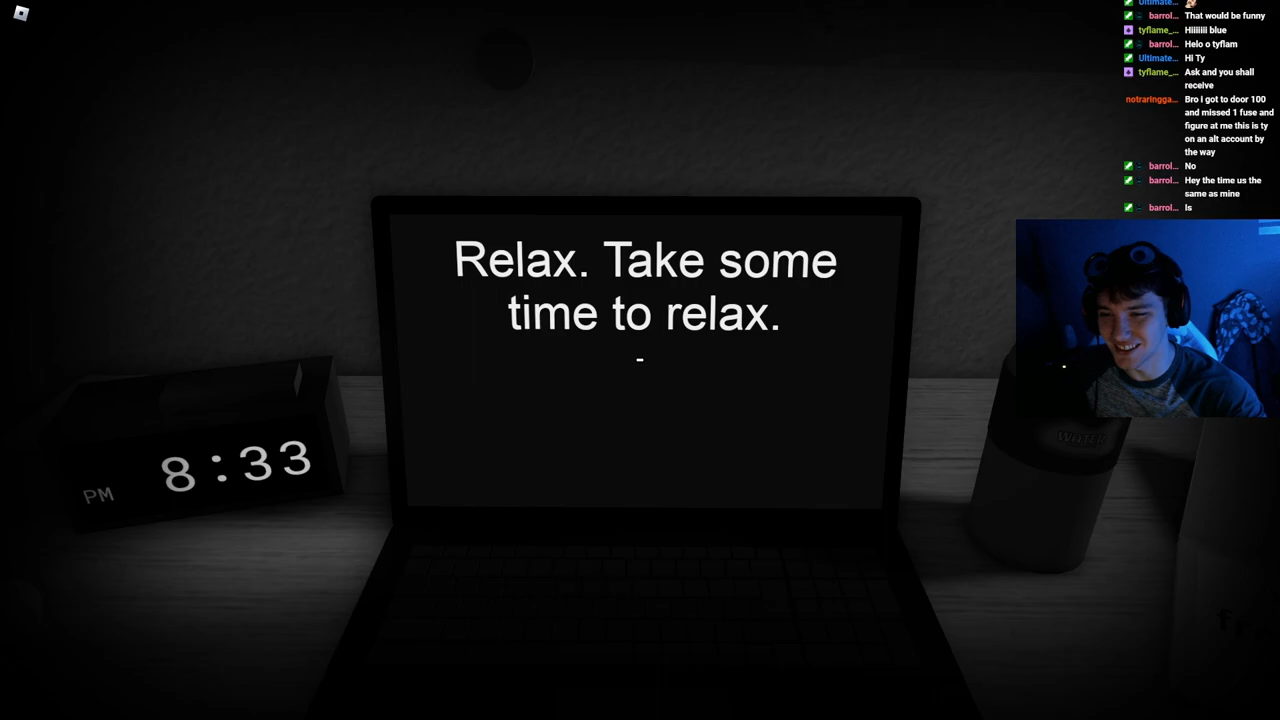 Relax. Take some
time to relax.
-
PM 8:33
WATER
Ultimate...
barrol... That would be funny
tyflame_... Hiiiiiii blue
barrol... Helo o tyflam
Ultimate... Hi Ty
tyflame_... Ask and you shall
receive
notraringga... Bro I got to door 100
and missed 1 fuse and
figure at me this is ty
on an alt account by
the way
barrol... No
barrol... Hey the time us the
same as mine
barrol... Is